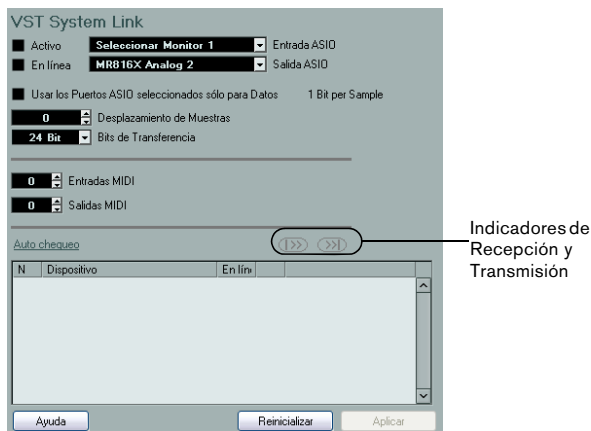 VST System Link
Activo Seleccionar Monitor 1 Entrada ASIO
En línea MR816X Analog 2 Salida ASIO
Usar los Puertos ASIO seleccionados sólo para Datos 1 Bit per Sample
0 Desplazamiento de Muestras
24 Bit Bits de Transferencia
0 Entradas MIDI
0 Salidas MIDI
Auto chequeo
Indicadores de
Recepción y
Transmisión
N Dispositivo En líne
Ayuda Reinicializar Aplicar